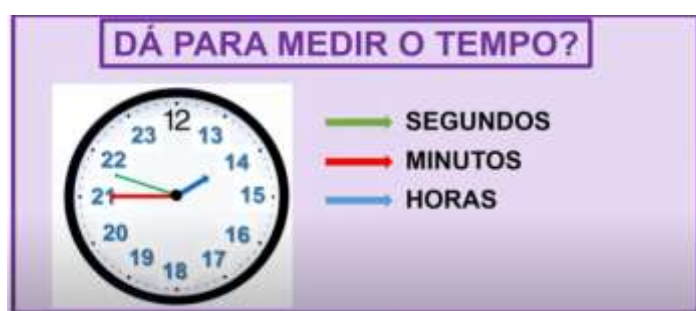 DÁ PARA MEDIR O TEMPO?
12
23 13
22 14
21 15
20 16
19 17
18
SEGUNDOS
MINUTOS
HORAS